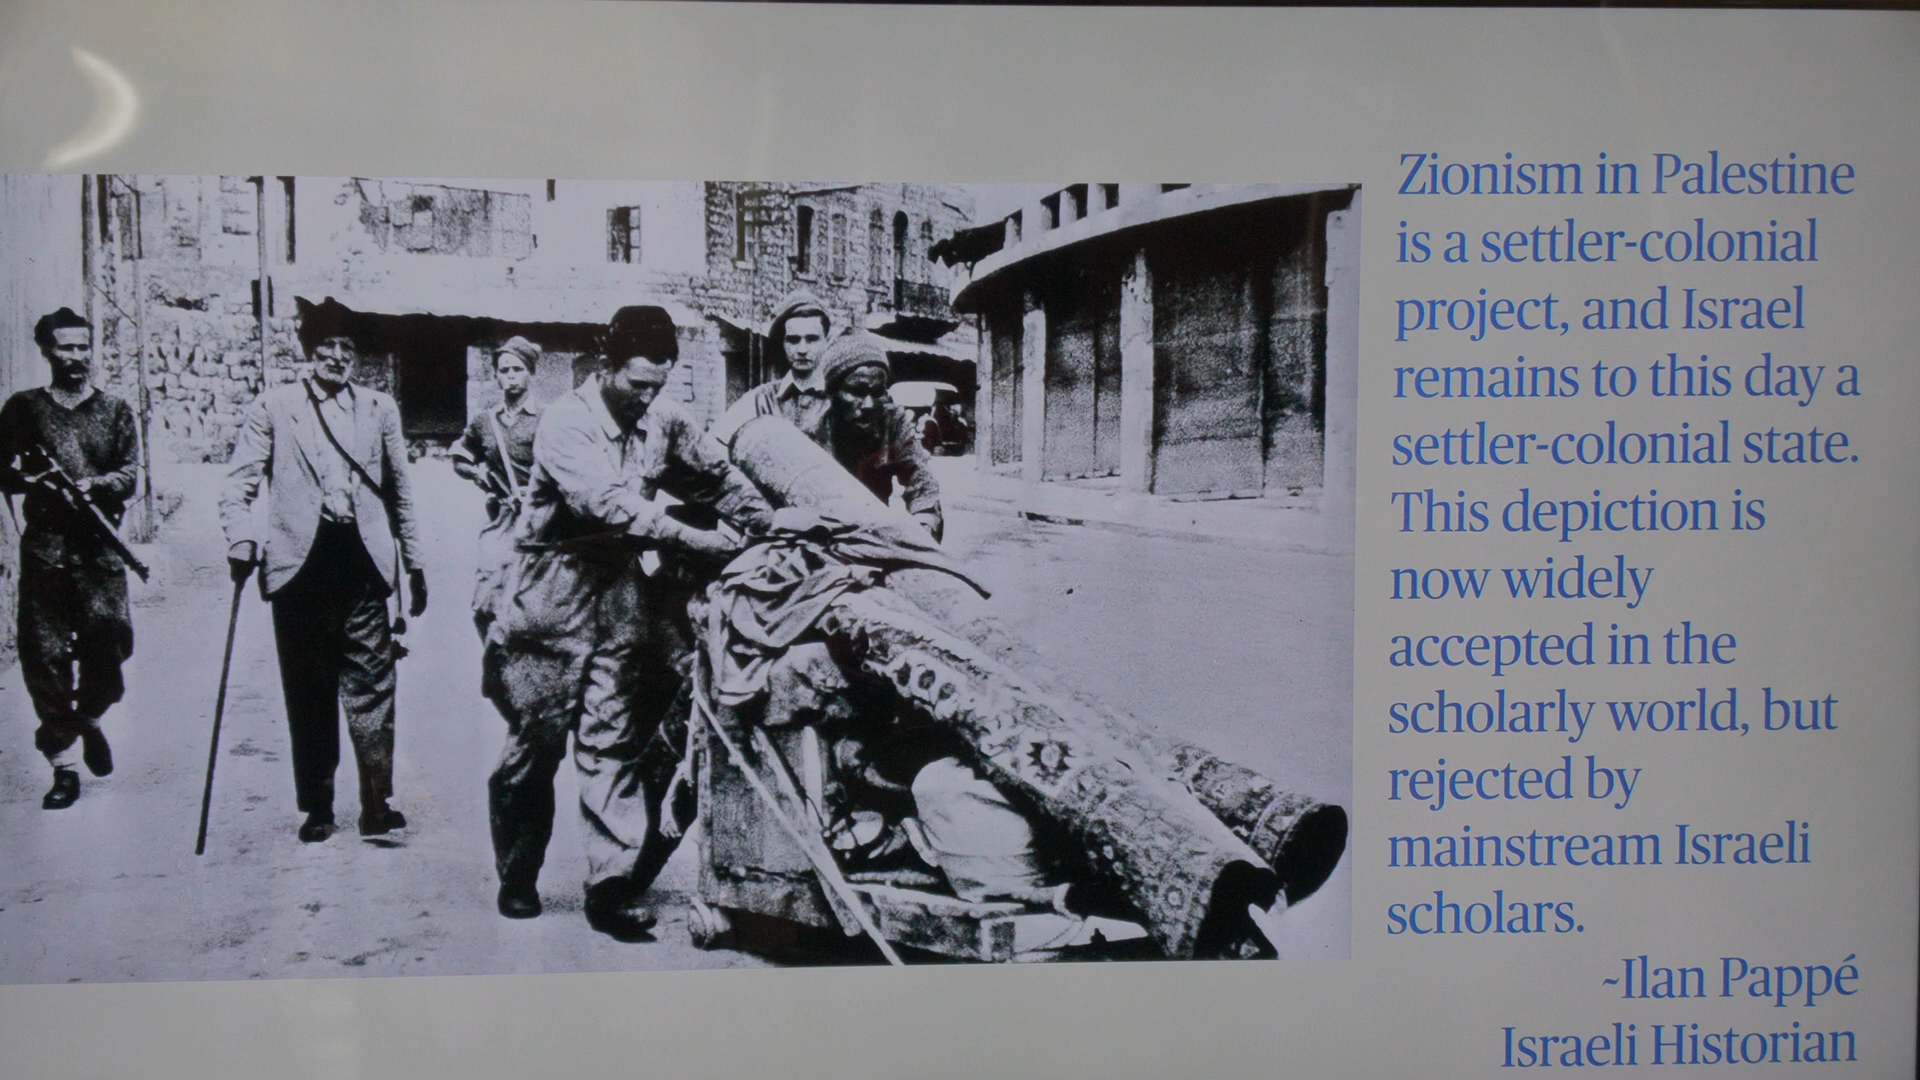 Zionism in Palestine
is a settler-colonial
project, and Israel
remains to this day a
settler-colonial state.
This depiction is
now widely
accepted in the
scholarly world, but
rejected by
mainstream Israeli
scholars.
~Ilan Pappé
Israeli Historian